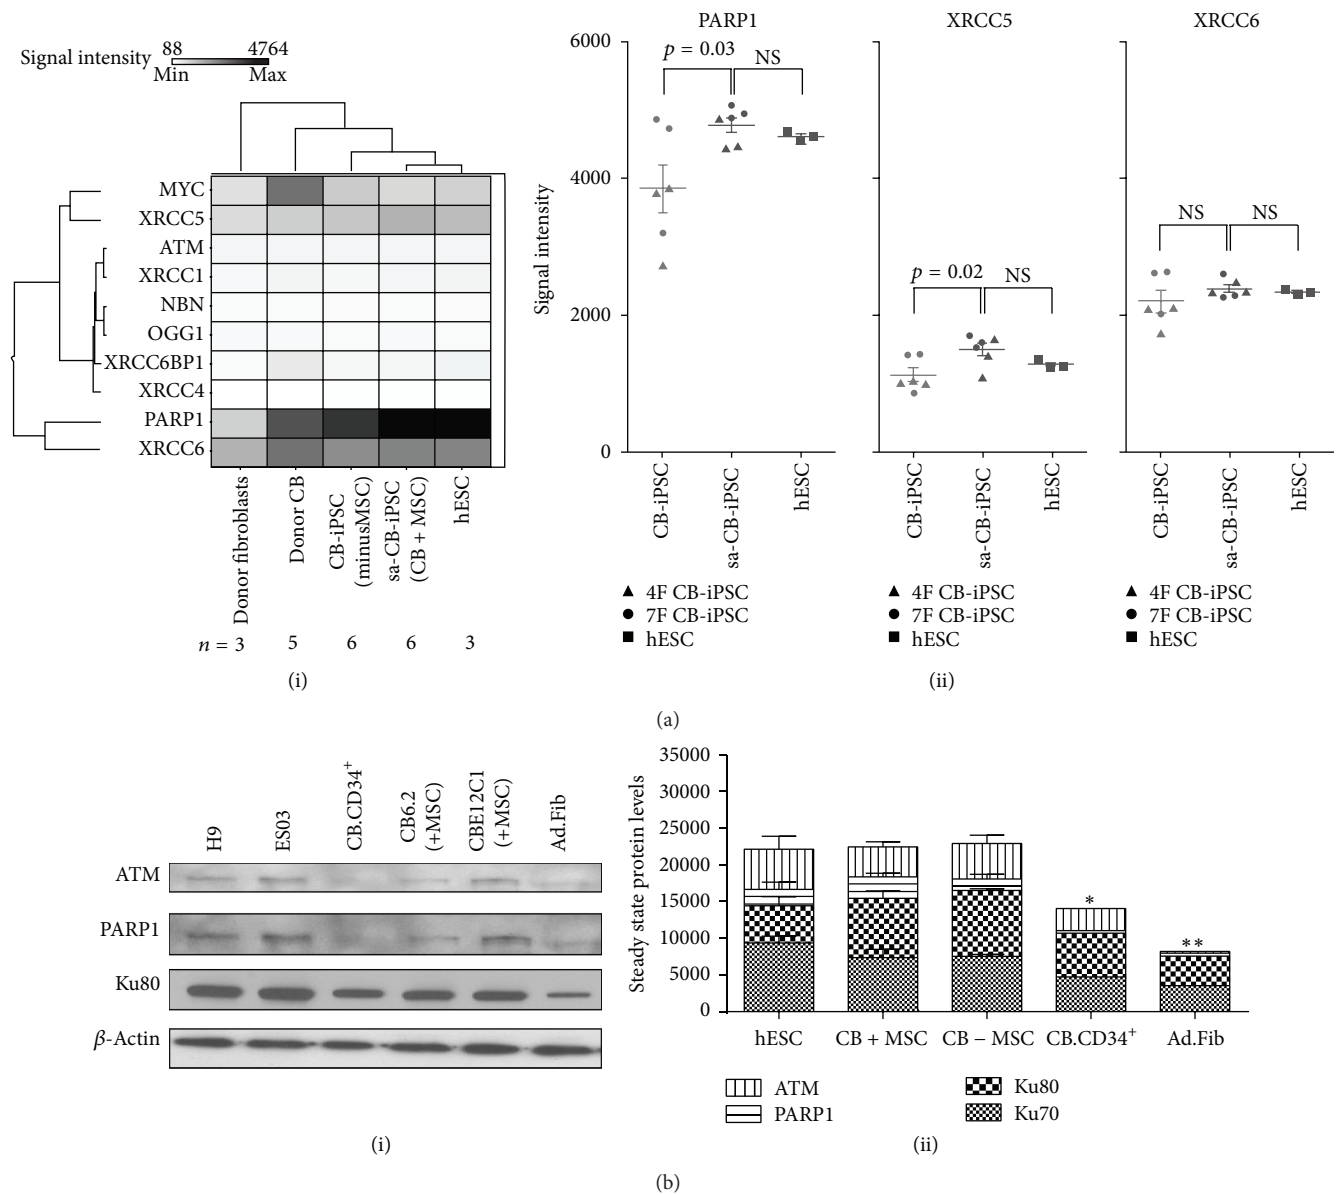 Signal intensity 88 4764
Min Max
MYC
XRCC5
ATM
XRCC1
NBN
OGG1
XRCC6BP1
XRCC4
PARP1
XRCC6
Donor fibroblasts
Donor CB
CB-iPSC
(minusMSC)
sa-CB-iPSC
(CB + MSC)
hESC
n = 3 5 6 6 3
(i)
PARP1 XRCC5 XRCC6
Signal intensity
6000
4000
2000
0
p = 0.03 NS
p = 0.02 NS
NS NS
CB-iPSC
sa-CB-iPSC
hESC
CB-iPSC
sa-CB-iPSC
hESC
CB-iPSC
sa-CB-iPSC
hESC
4F CB-iPSC
7F CB-iPSC
hESC
4F CB-iPSC
7F CB-iPSC
hESC
4F CB-iPSC
7F CB-iPSC
hESC
(ii)
(a)
H9
ES03
CB.CD34+
CB6.2
(+MSC)
CBE12C1
(+MSC)
Ad.Fib
ATM
PARP1
Ku80
β-Actin
(i)
Steady state protein levels
35000
30000
25000
20000
15000
10000
5000
0
*
**
hESC CB + MSC CB − MSC CB.CD34+ Ad.Fib
ATM
PARP1
Ku80
Ku70
(ii)
(b)